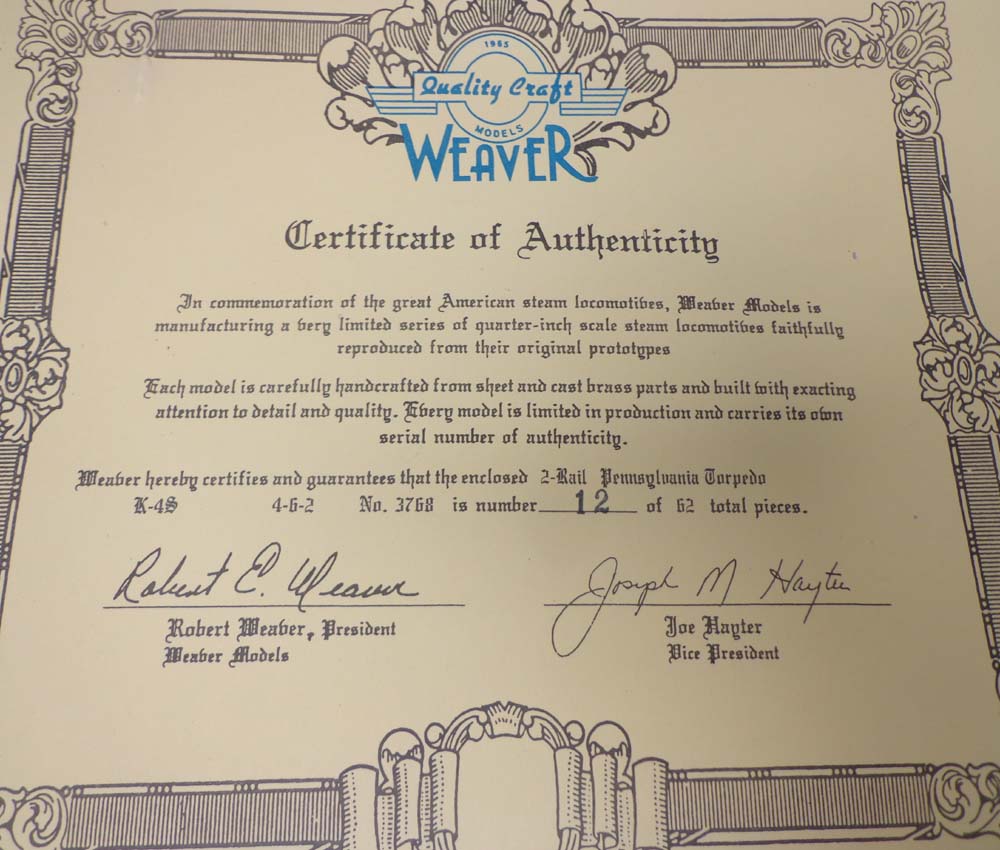 1965
Quality Craft
MODELS
WEAVER
Certificate of Authenticity
In commemoration of the great American steam locomotives, Weaver Models is
manufacturing a very limited series of quarter-inch scale steam locomotives faithfully
reproduced from their original prototypes
Each model is carefully handcrafted from sheet and cast brass parts and built with exacting
attention to detail and quality. Every model is limited in production and carries its own
serial number of authenticity.
Weaver hereby certifies and guarantees that the enclosed 2-Rail Pennsylvania Torpedo
K-4S 4-6-2 No. 3768 is number 12 of 62 total pieces.
Robert E. Weaver Joseph M Hayter
Robert Weaver, President Joe Hayter
Weaver Models Vice President